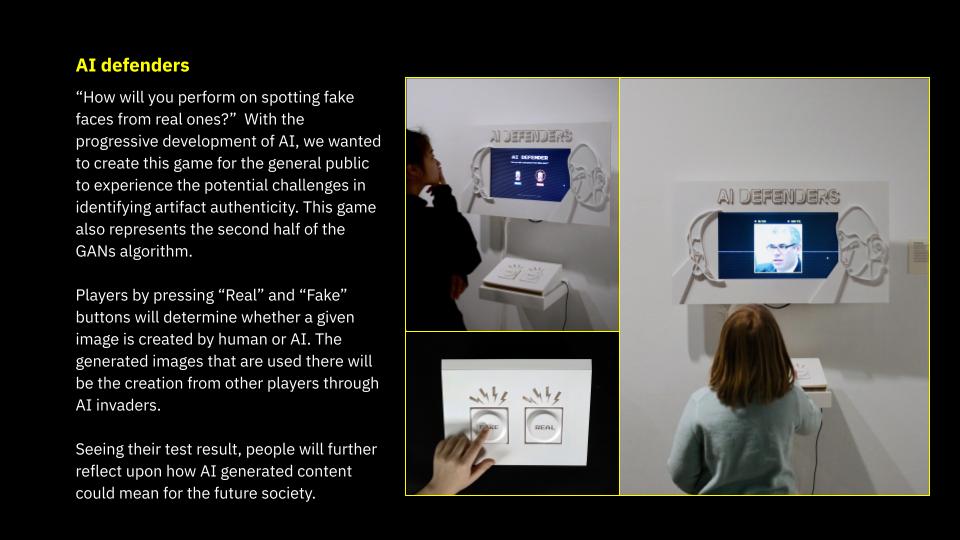 AI defenders
“How will you perform on spotting fake
faces from real ones?”  With the
progressive development of AI, we wanted
to create this game for the general public
to experience the potential challenges in
identifying artifact authenticity. This game
also represents the second half of the
GANs algorithm.
Players by pressing “Real” and “Fake”
buttons will determine whether a given
image is created by human or AI. The
generated images that are used there will
be the creation from other players through
AI invaders.
Seeing their test result, people will further
reflect upon how AI generated content
could mean for the future society.
AI DEFENDERS
AI DEFENDER
AI DEFENDERS
FAKE REAL